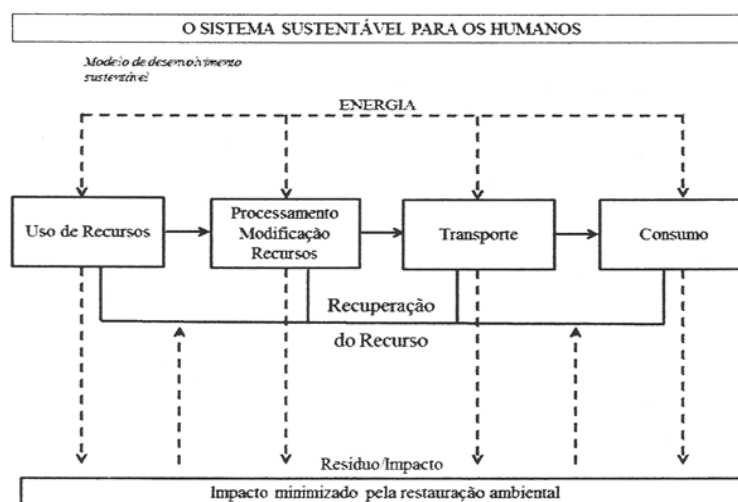 O SISTEMA SUSTENTÁVEL PARA OS HUMANOS
Modelo de desenvolvimento
sustentável
ENERGIA
Uso de Recursos
Processamento
Modificação
Recursos
Transporte
Consumo
Recuperação
do Recurso
Resíduo/Impacto
Impacto minimizado pela restauração ambiental